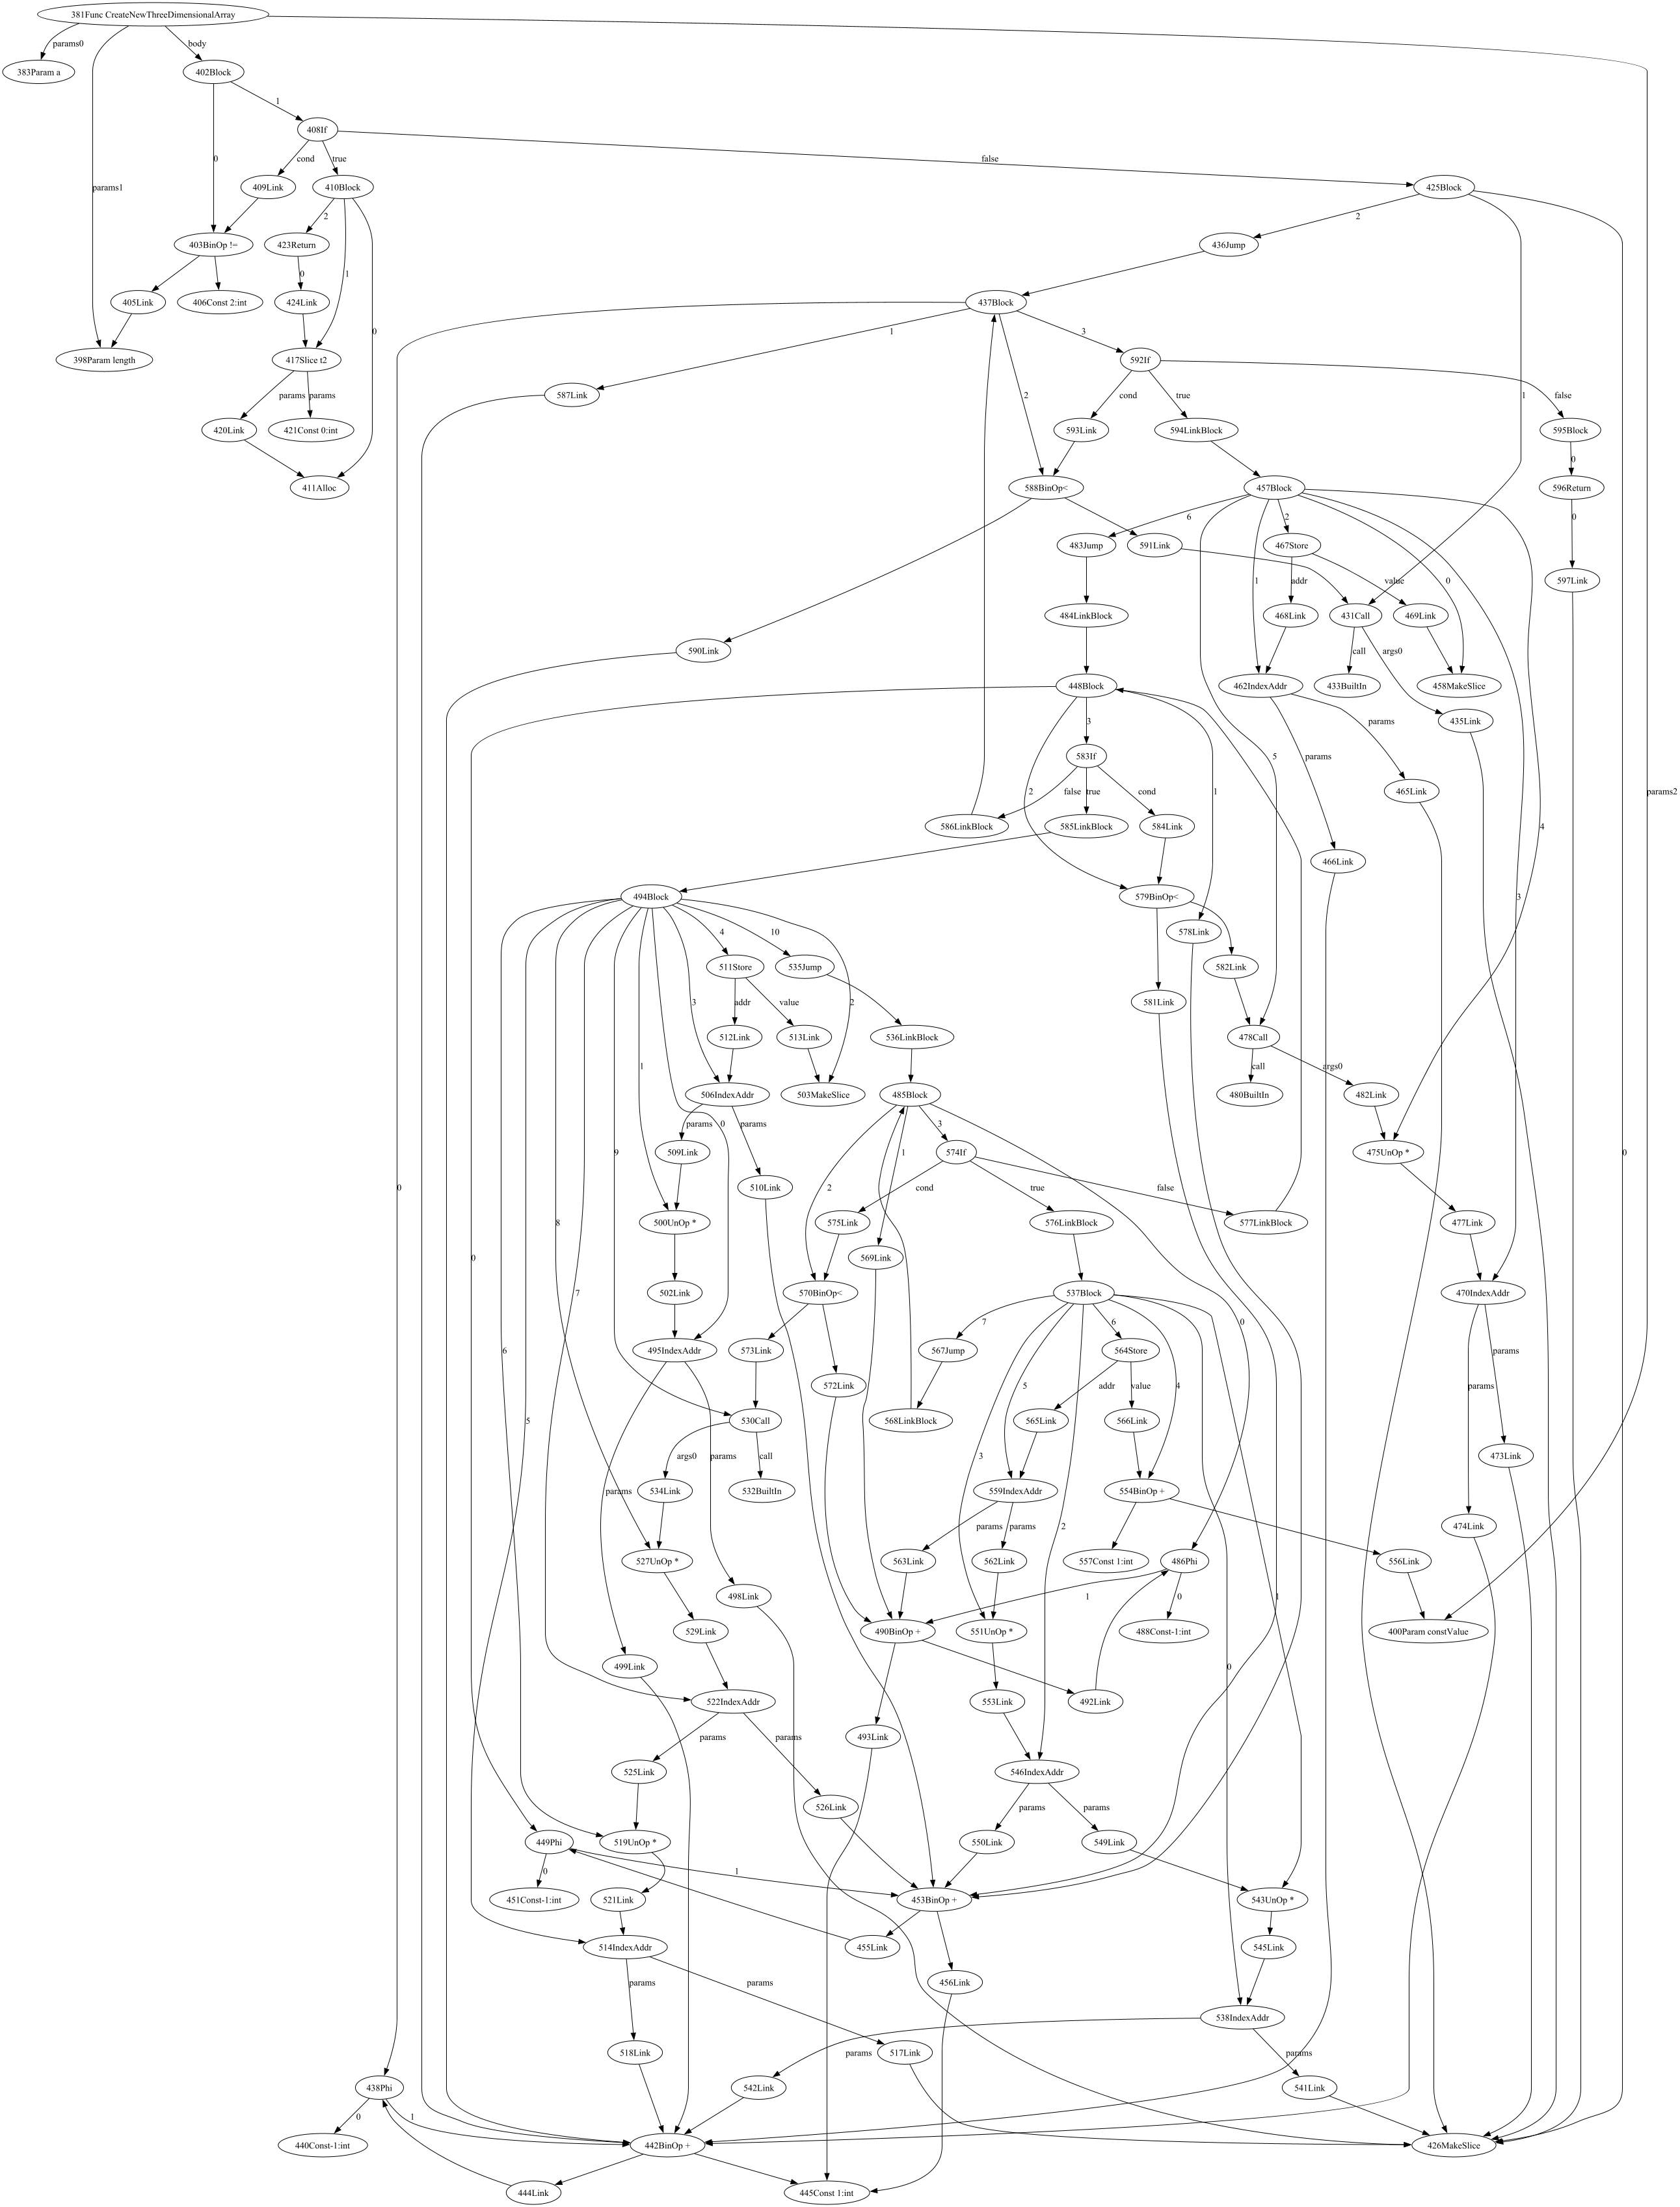 381Func CreateNewThreeDimensionalArray
params0
body
383Param a
402Block
1
408If
cond
true
false
params1
0
409Link
410Block
425Block
2
2
403BinOp !=
423Return
436Jump
0
1
1
0
405Link
406Const 2:int
424Link
437Block
398Param length
417Slice t2
1
3
592If
params
params
587Link
2
cond
true
false
420Link
421Const 0:int
593Link
594LinkBlock
595Block
0
411Alloc
588BinOp<
457Block
596Return
6
2
0
483Jump
591Link
467Store
1
addr
value
0
597Link
484LinkBlock
468Link
431Call
469Link
590Link
call
args0
448Block
462IndexAddr
433BuiltIn
458MakeSlice
435Link
params
3
583If
5
params
2
false
true
cond
1
465Link
params2
586LinkBlock
585LinkBlock
584Link
4
466Link
494Block
579BinOp<
3
4
10
578Link
511Store
535Jump
582Link
3
addr
value
2
581Link
512Link
513Link
536LinkBlock
478Call
1
call
args0
506IndexAddr
503MakeSlice
485Block
480BuiltIn
482Link
params
params
0
3
509Link
9
1
574If
475UnOp *
0
510Link
2
cond
true
false
0
500UnOp *
8
575Link
576LinkBlock
577LinkBlock
477Link
569Link
0
502Link
7
570BinOp<
537Block
470IndexAddr
7
6
0
495IndexAddr
6
573Link
567Jump
564Store
params
params
572Link
5
addr
value
4
530Call
568LinkBlock
565Link
566Link
5
params
params
args0
call
3
473Link
534Link
532BuiltIn
559IndexAddr
554BinOp +
params
params
2
474Link
527UnOp *
563Link
562Link
557Const 1:int
486Phi
556Link
498Link
1
0
1
529Link
490BinOp +
551UnOp *
488Const-1:int
400Param constValue
499Link
0
522IndexAddr
553Link
492Link
params
params
493Link
525Link
546IndexAddr
526Link
params
params
449Phi
519UnOp *
550Link
549Link
0
1
451Const-1:int
521Link
453BinOp +
543UnOp *
514IndexAddr
455Link
545Link
params
params
456Link
538IndexAddr
518Link
517Link
params
params
438Phi
542Link
541Link
0
1
440Const-1:int
442BinOp +
426MakeSlice
444Link
445Const 1:int